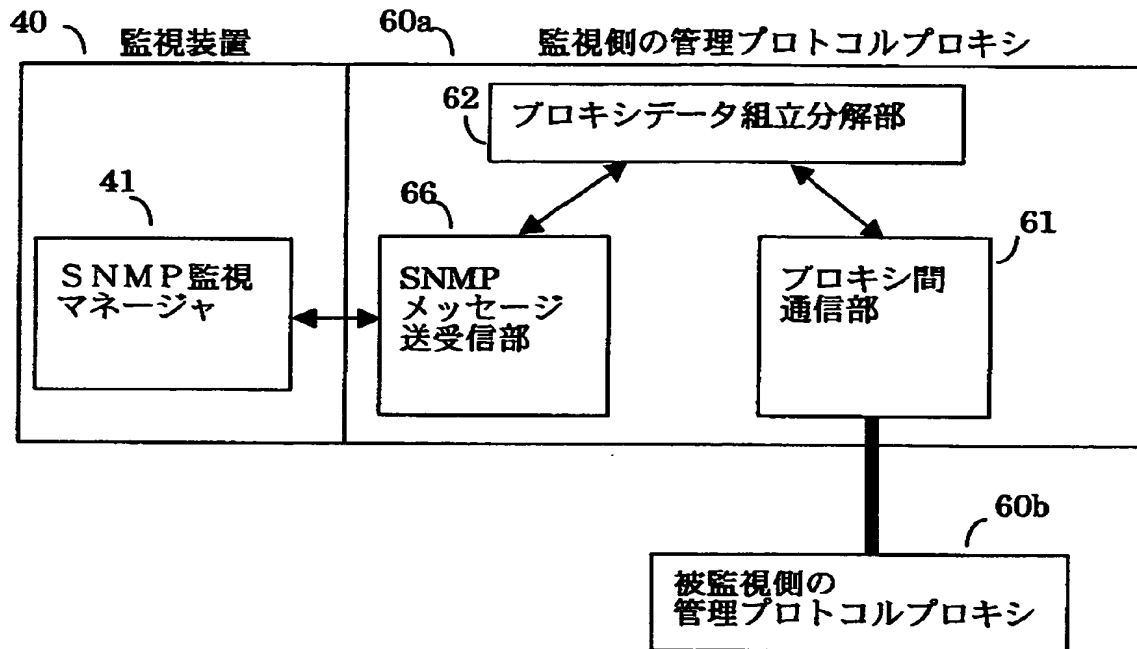 40
監視装置
60a
監視側の管理プロトコルプロキシ
62
プロキシデータ組立分解部
41
SNMP監視
マネージャ
66
SNMP
メッセージ
送受信部
61
プロキシ間
通信部
60b
被監視側の
管理プロトコルプロキシ